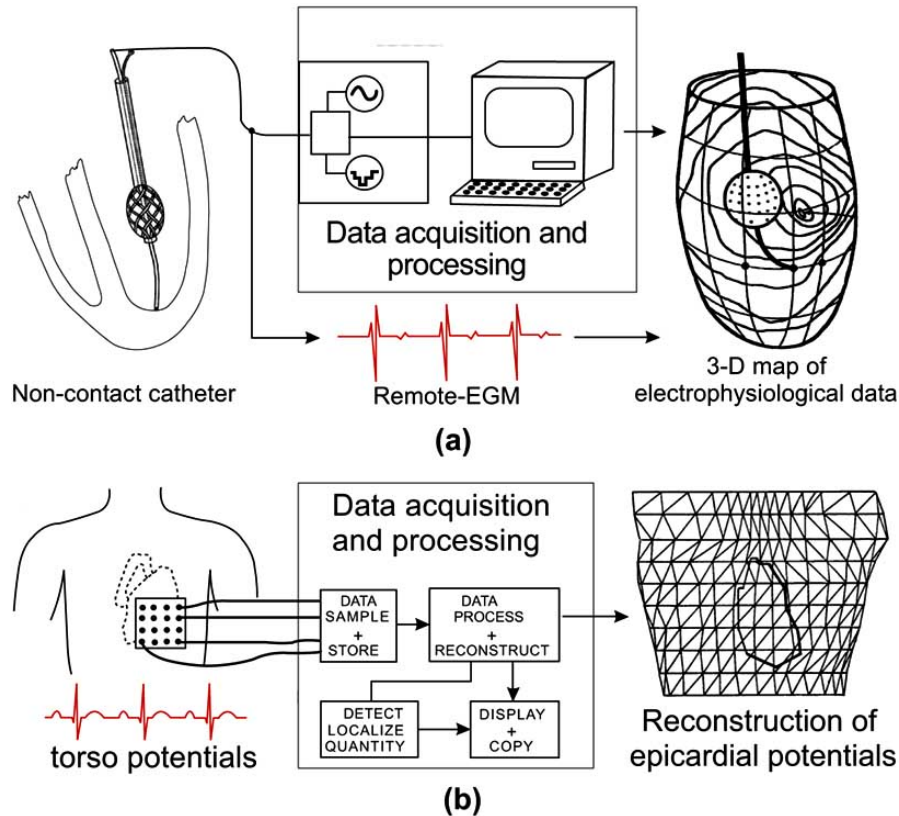 Data acquisition and
processing
Non-contact catheter
Remote-EGM
3-D map of
electrophysiological data
(a)
Data acquisition
and processing
DATA
SAMPLE
+
STORE
DATA
PROCESS
+
RECONSTRUCT
DETECT
LOCALIZE
QUANTITY
DISPLAY
+
COPY
torso potentials
Reconstruction of
epicardial potentials
(b)